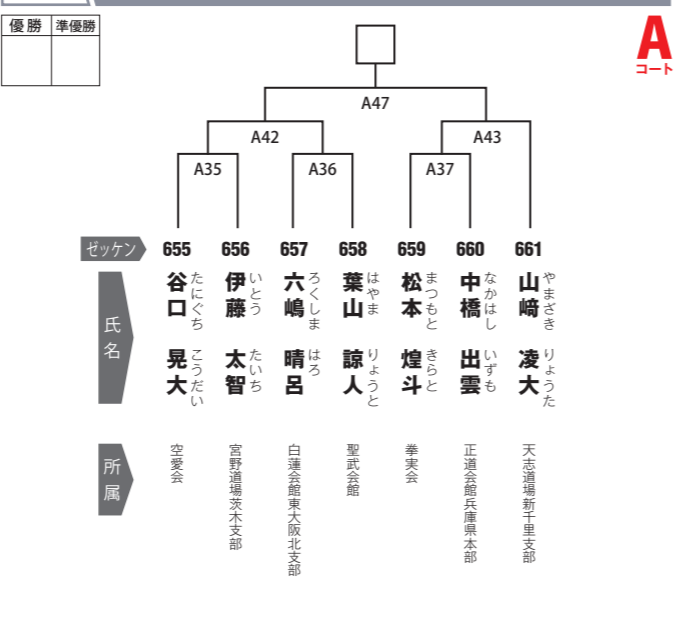 優勝
準優勝
A
コート
A47
A42
A43
A35
A36
A37
ゼッケン
655
656
657
658
659
660
661
氏名
谷口 晃大
たにぐち こうだい
伊藤 太智
いとう たいち
六嶋 晴呂
ろくしま はろ
葉山 諒人
はやま りょうと
松本 煌斗
まつもと きらと
中橋 出雲
なかはし いずも
山﨑 凌大
やまざき りょうた
所属
空愛会
宮野道場茨木支部
白蓮会館東大阪北支部
聖武会館
拳実会
正道会館兵庫県本部
天志道場新千里支部